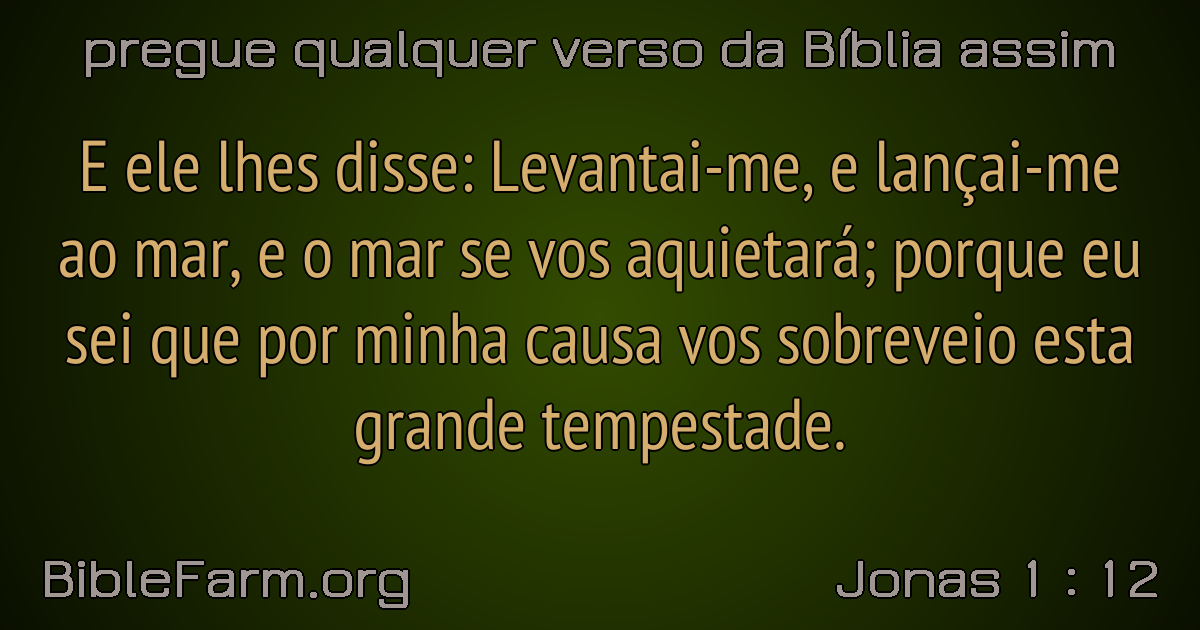 pregue qualquer verso da Bíblia assim
E ele lhes disse: Levantai-me, e lançai-me
ao mar, e o mar se vos aquietará; porque eu
sei que por minha causa vos sobreveio esta
grande tempestade.
BibleFarm.org
Jonas 1 : 12